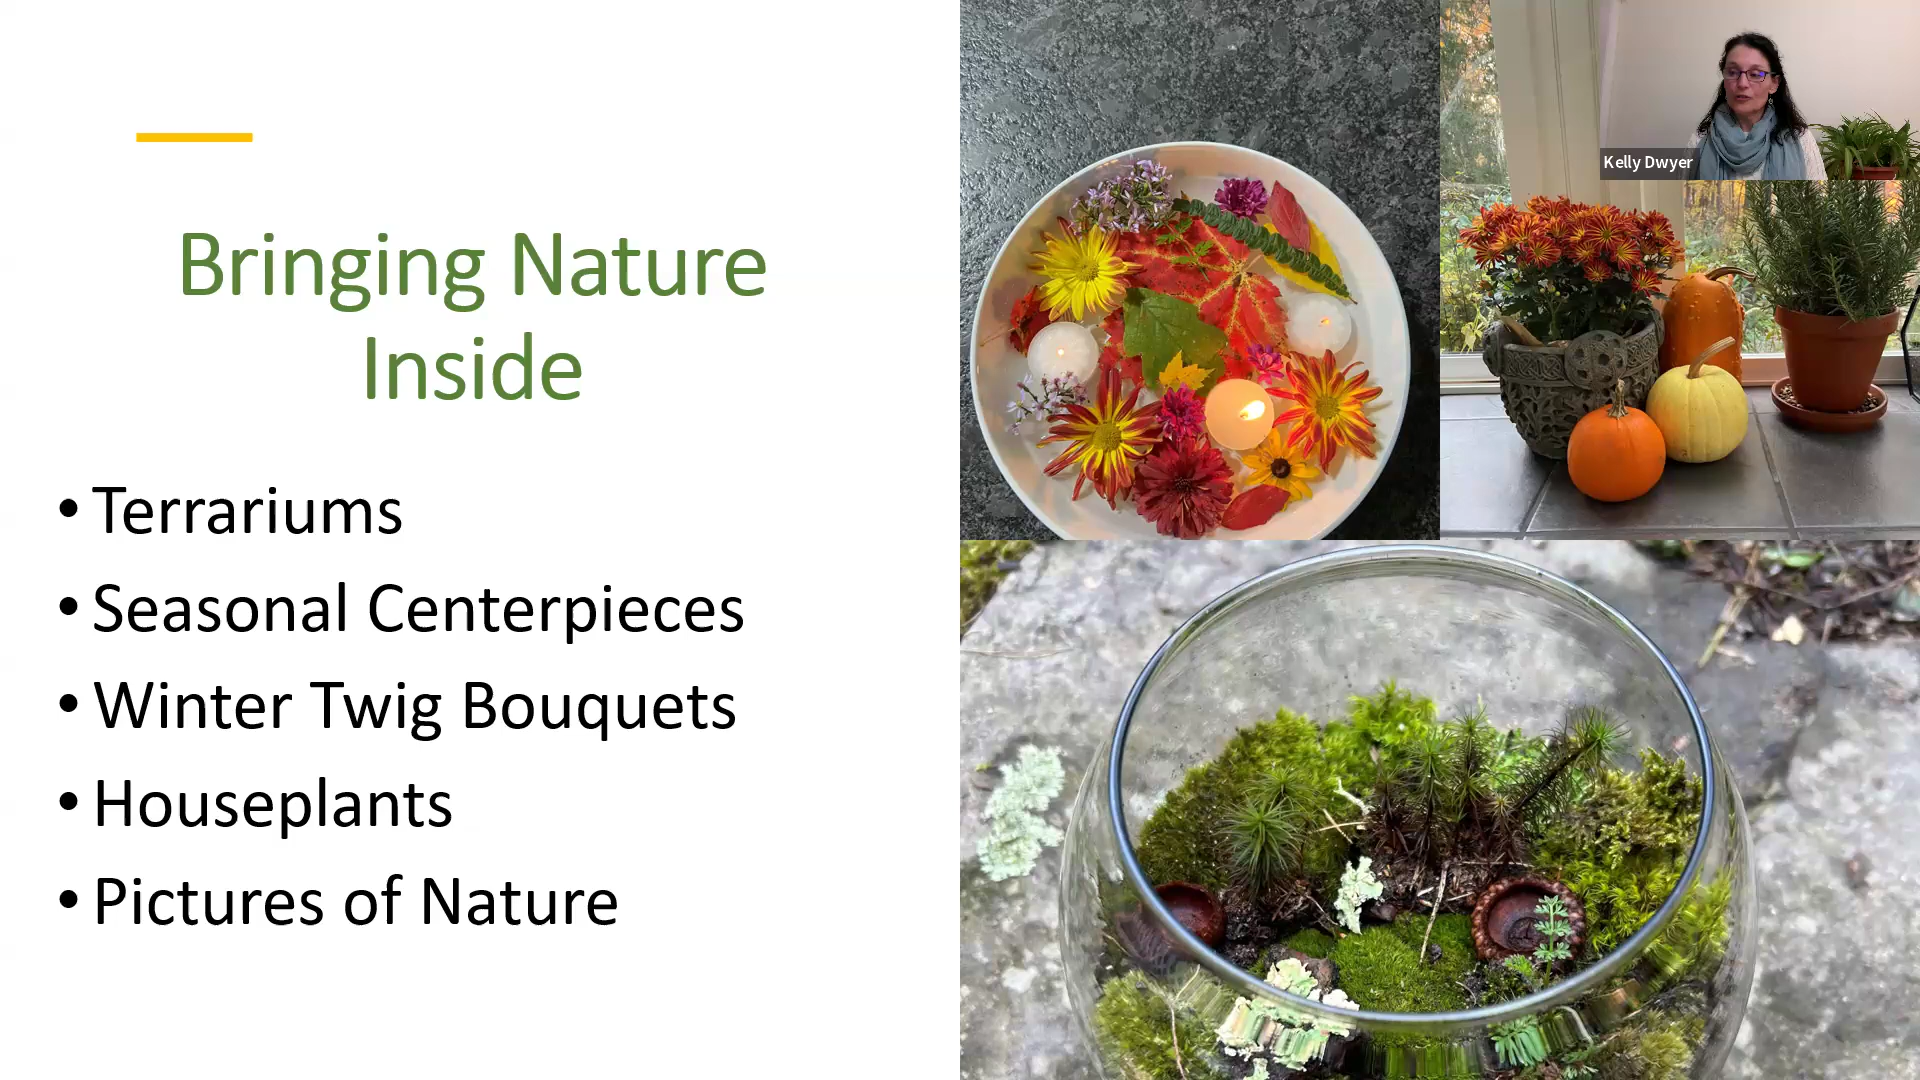 Bringing Nature
Inside
• Terrariums
• Seasonal Centerpieces
• Winter Twig Bouquets
• Houseplants
• Pictures of Nature
Kelly Dwyer